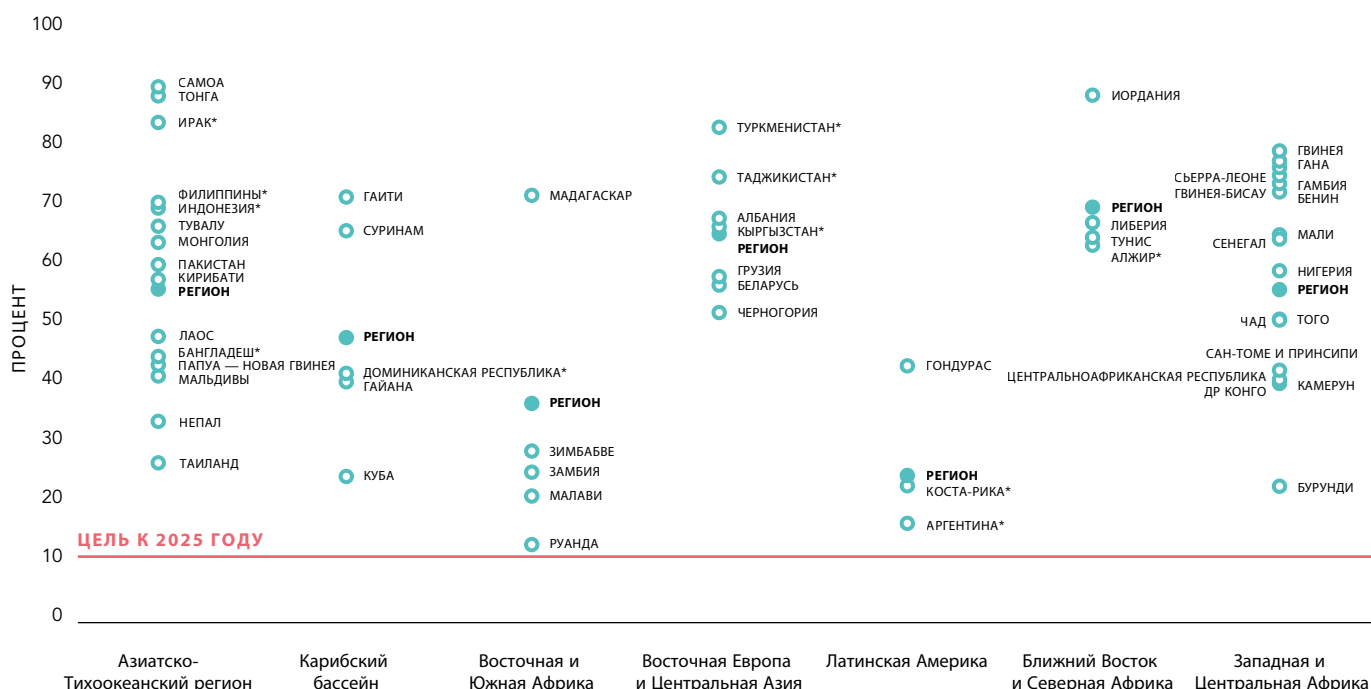 100
90
80
70
60
50
40
30
20
10
0
ПРОЦЕНТ
ЦЕЛЬ К 2025 ГОДУ
САМОА
ТОНГА
ИРАК*
ФИЛИППИНЫ*
ИНДОНЕЗИЯ*
ТУВАЛУ
МОНГОЛИЯ
ПАКИСТАН
КИРИБАТИ
РЕГИОН
ЛАОС
БАНГЛАДЕШ*
ПАПУА — НОВАЯ ГВИНЕЯ
МАЛЬДИВЫ
НЕПАЛ
ТАИЛАНД
ГАИТИ
СУРИНАМ
РЕГИОН
ДОМИНИКАНСКАЯ РЕСПУБЛИКА*
ГАЙАНА
КУБА
МАДАГАСКАР
РЕГИОН
ЗИМБАБВЕ
ЗАМБИЯ
МАЛАВИ
РУАНДА
ТУРКМЕНИСТАН*
ТАДЖИКИСТАН*
АЛБАНИЯ
КЫРГЫЗСТАН*
РЕГИОН
ГРУЗИЯ
БЕЛАРУСЬ
ЧЕРНОГОРИЯ
ГОНДУРАС
РЕГИОН
КОСТА-РИКА*
АРГЕНТИНА*
ИОРДАНИЯ
РЕГИОН
ЛИБЕРИЯ
ТУНИС
АЛЖИР*
ГВИНЕЯ
ГАНА
СЬЕРРА-ЛЕОНЕ
ГВИНЕЯ-БИСАУ
ГАМБИЯ
БЕНИН
МАЛИ
СЕНЕГАЛ
НИГЕРИЯ
РЕГИОН
ЧАД
ТОГО
САН-ТОМЕ И ПРИНСИПИ
ЦЕНТРАЛЬНОАФРИКАНСКАЯ РЕСПУБЛИКА
ДР КОНГО
КАМЕРУН
БУРУНДИ
Азиатско-
Тихоокеанский регион
Карибский
бассейн
Восточная и
Южная Африка
Восточная Европа
и Центральная Азия
Латинская Америка
Ближний Восток
и Северная Африка
Западная и
Центральная Африка